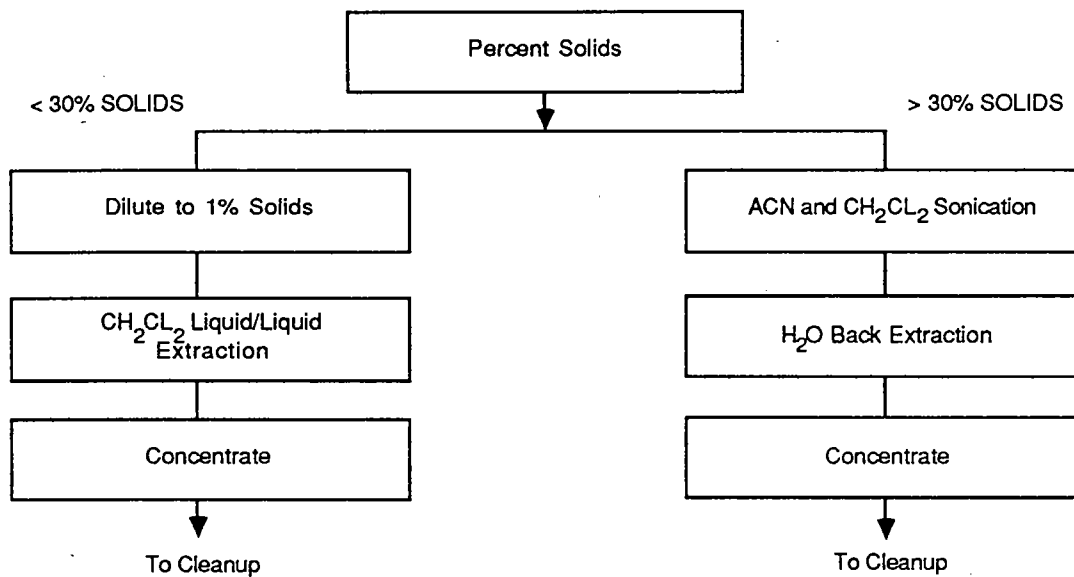 Percent Solids
< 30% SOLIDS
> 30% SOLIDS
Dilute to 1% Solids
CH2CL2 Liquid/Liquid
Extraction
Concentrate
To Cleanup
ACN and CH2CL2 Sonication
H2O Back Extraction
Concentrate
To Cleanup